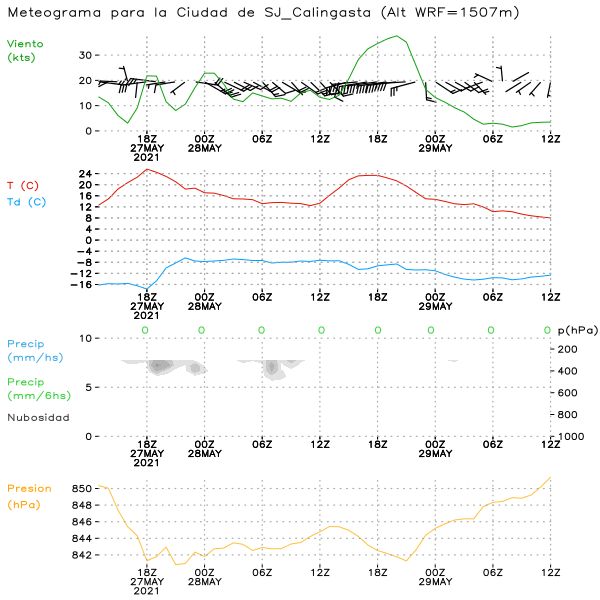 Meteograma para la Ciudad de SJ_Calingasta (Alt WRF=1507m)
Viento
(kts)
30
20
10
0
18Z 00Z 06Z 12Z 18Z 00Z 06Z 12Z
27MAY 28MAY 29MAY
2021
T (C)
Td (C)
24
20
16
12
8
4
0
-4
-8
-12
-16
18Z 00Z 06Z 12Z 18Z 00Z 06Z 12Z
27MAY 28MAY 29MAY
2021
0 0 0 0 0 0 0 0
p(hPa)
Precip
(mm/hs)
Precip
(mm/6hs)
Nubosidad
10
5
0
200
400
600
800
1000
18Z 00Z 06Z 12Z 18Z 00Z 06Z 12Z
27MAY 28MAY 29MAY
2021
Presion
(hPa)
850
848
846
844
842
18Z 00Z 06Z 12Z 18Z 00Z 06Z 12Z
27MAY 28MAY 29MAY
2021